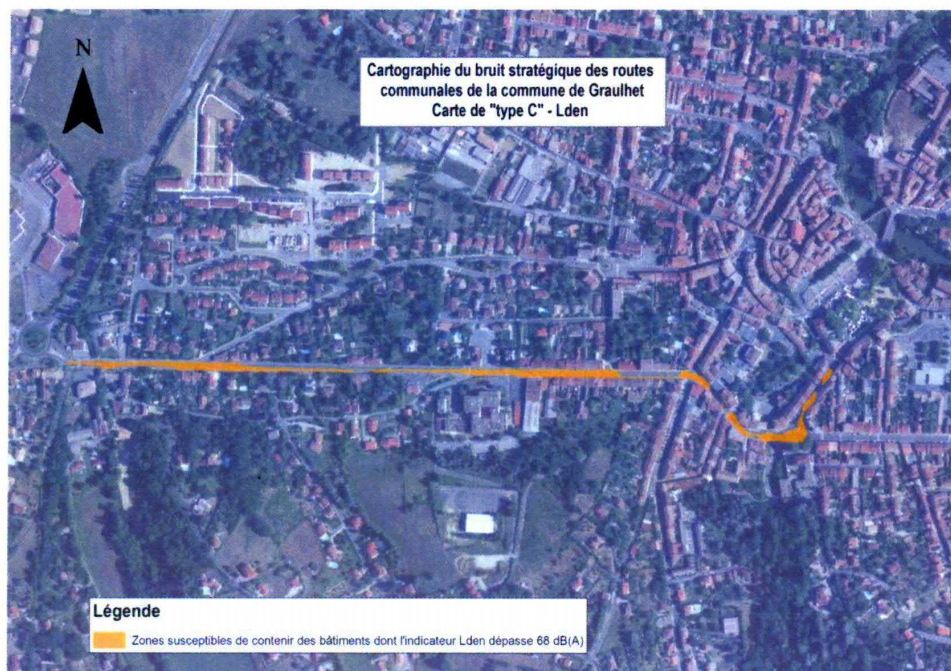 N
Cartographie du bruit stratégique des routes
communales de la commune de Graulhet
Carte de "type C" - Lden
Légende
Zones susceptibles de contenir des bâtiments dont l'indicateur Lden dépasse 68 dB(A)